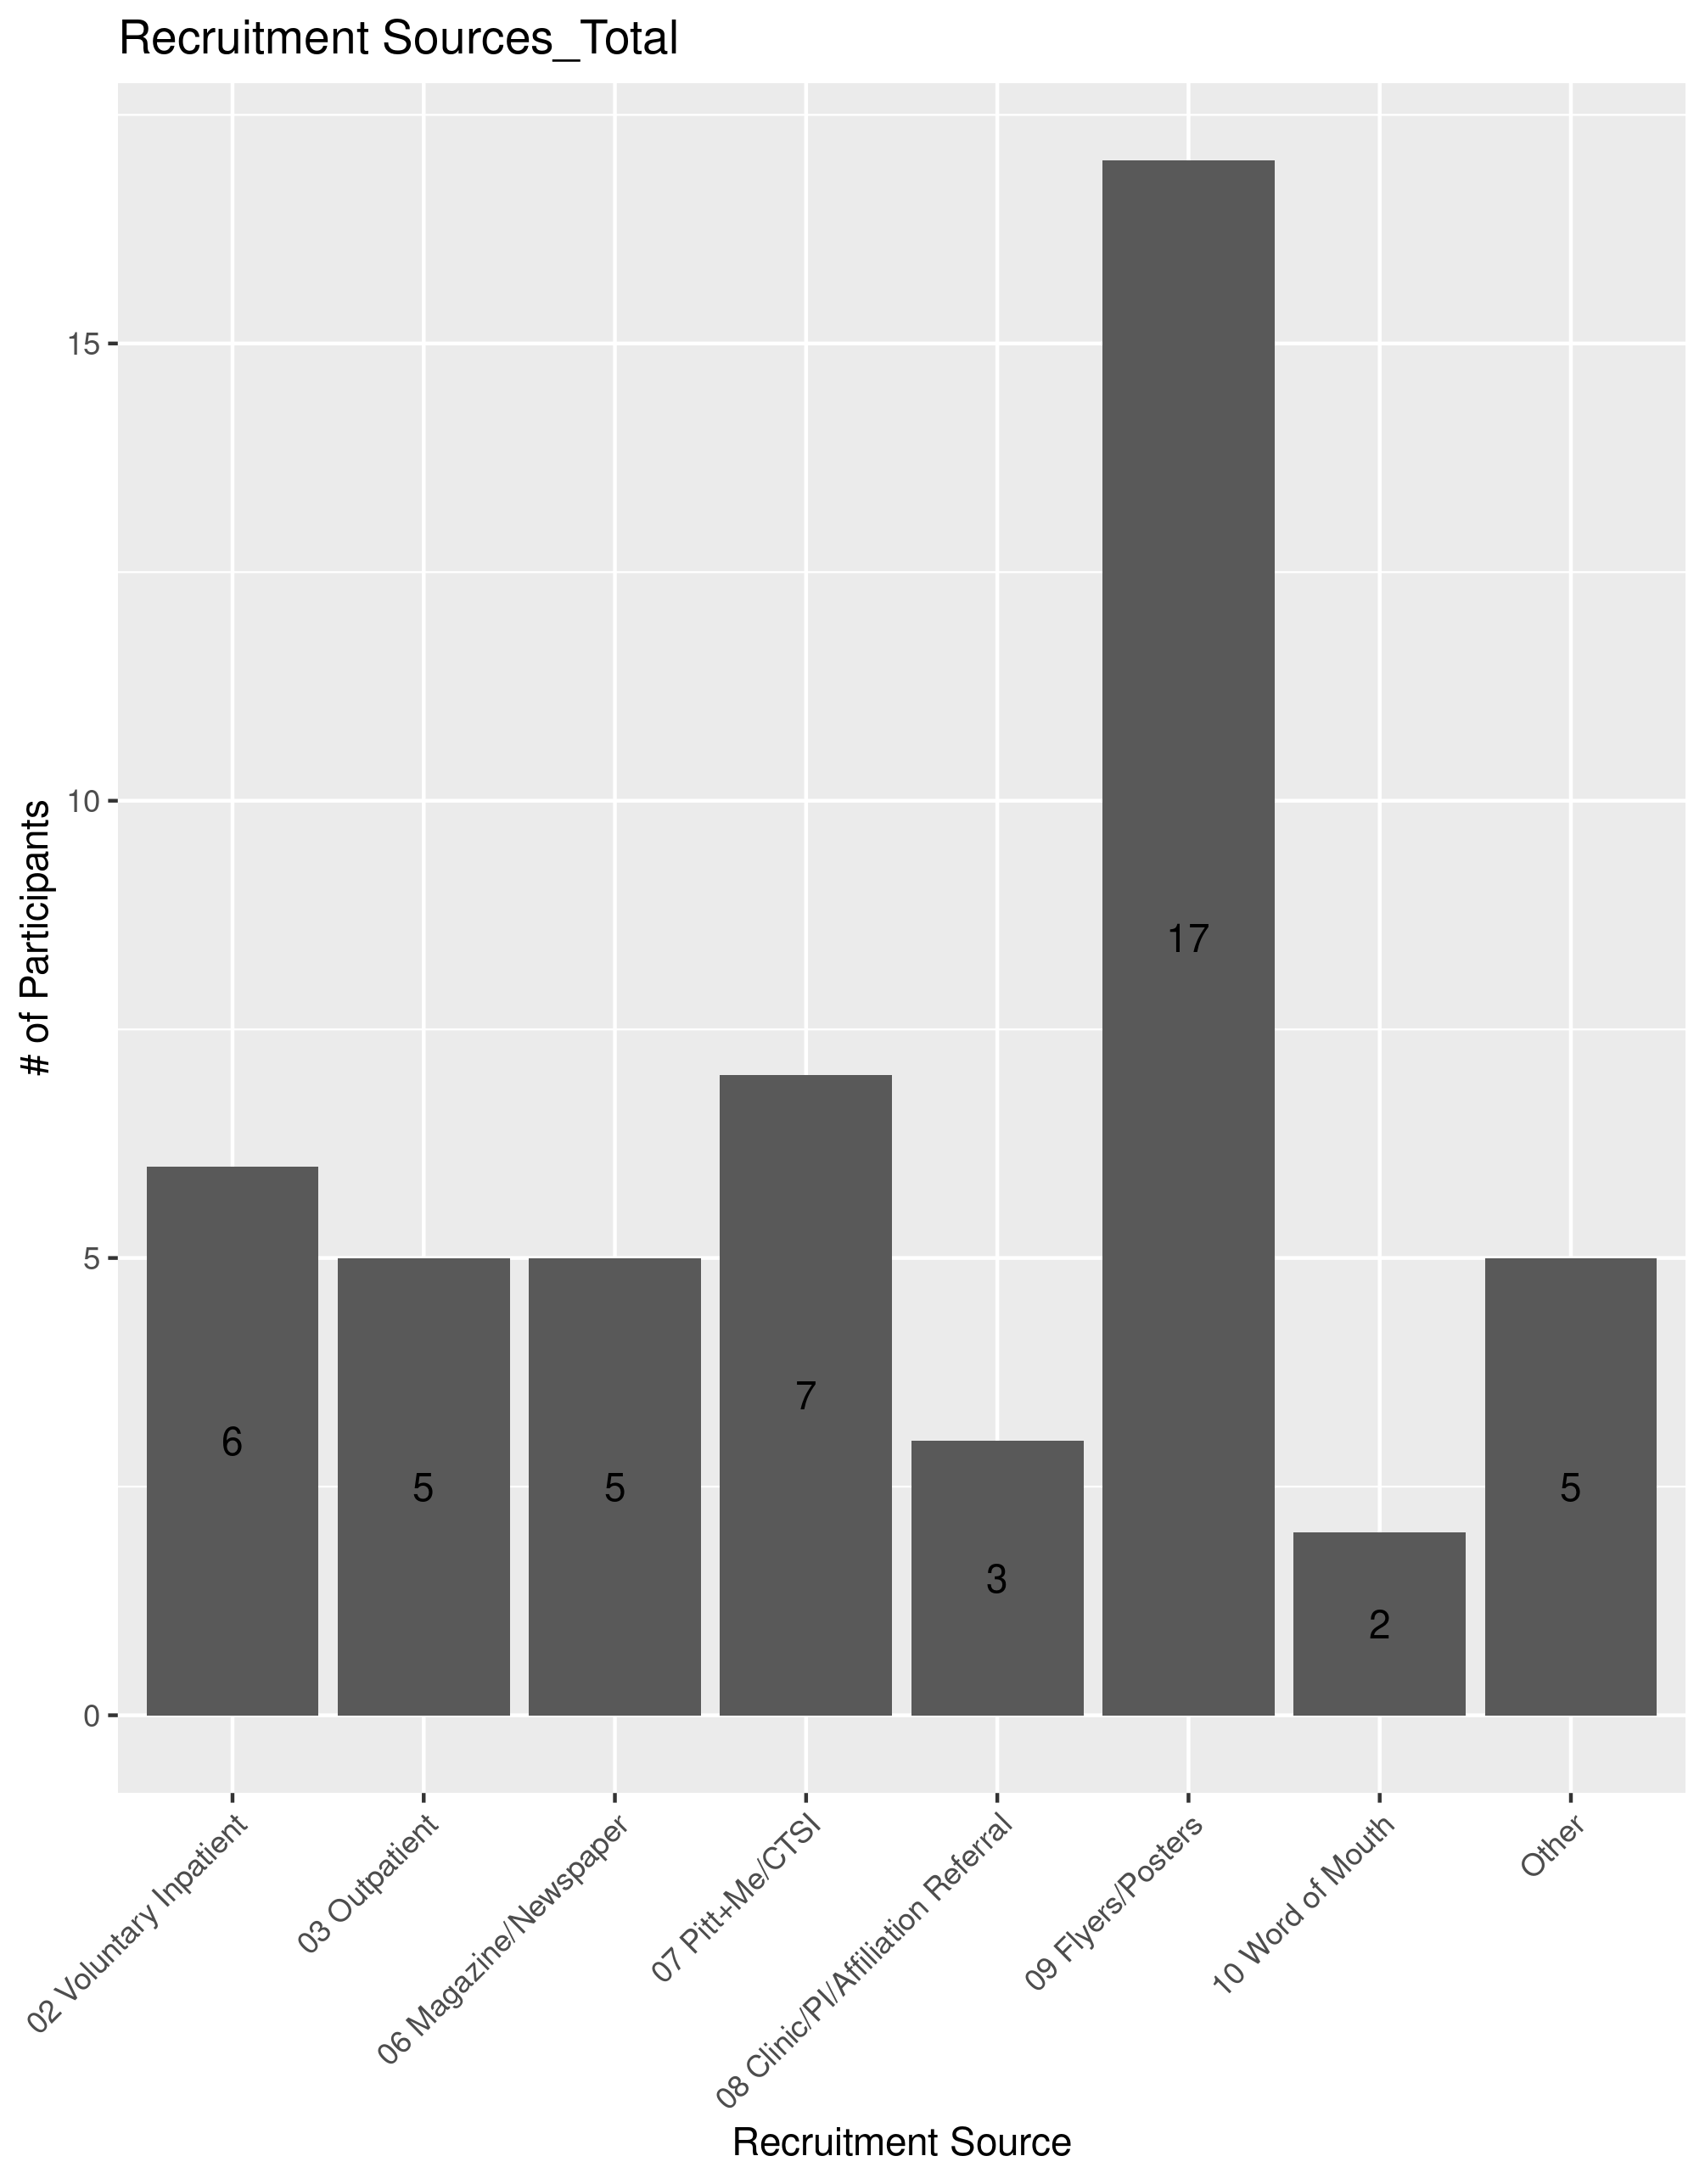 Recruitment Sources_Total
# of Participants
15
10
5
0
6
5
5
7
3
17
2
5
02 Voluntary Inpatient
03 Outpatient
06 Magazine/Newspaper
07 Pitt+Me/CTSI
08 Clinic/PI/Affiliation Referral
09 Flyers/Posters
10 Word of Mouth
Other
Recruitment Source